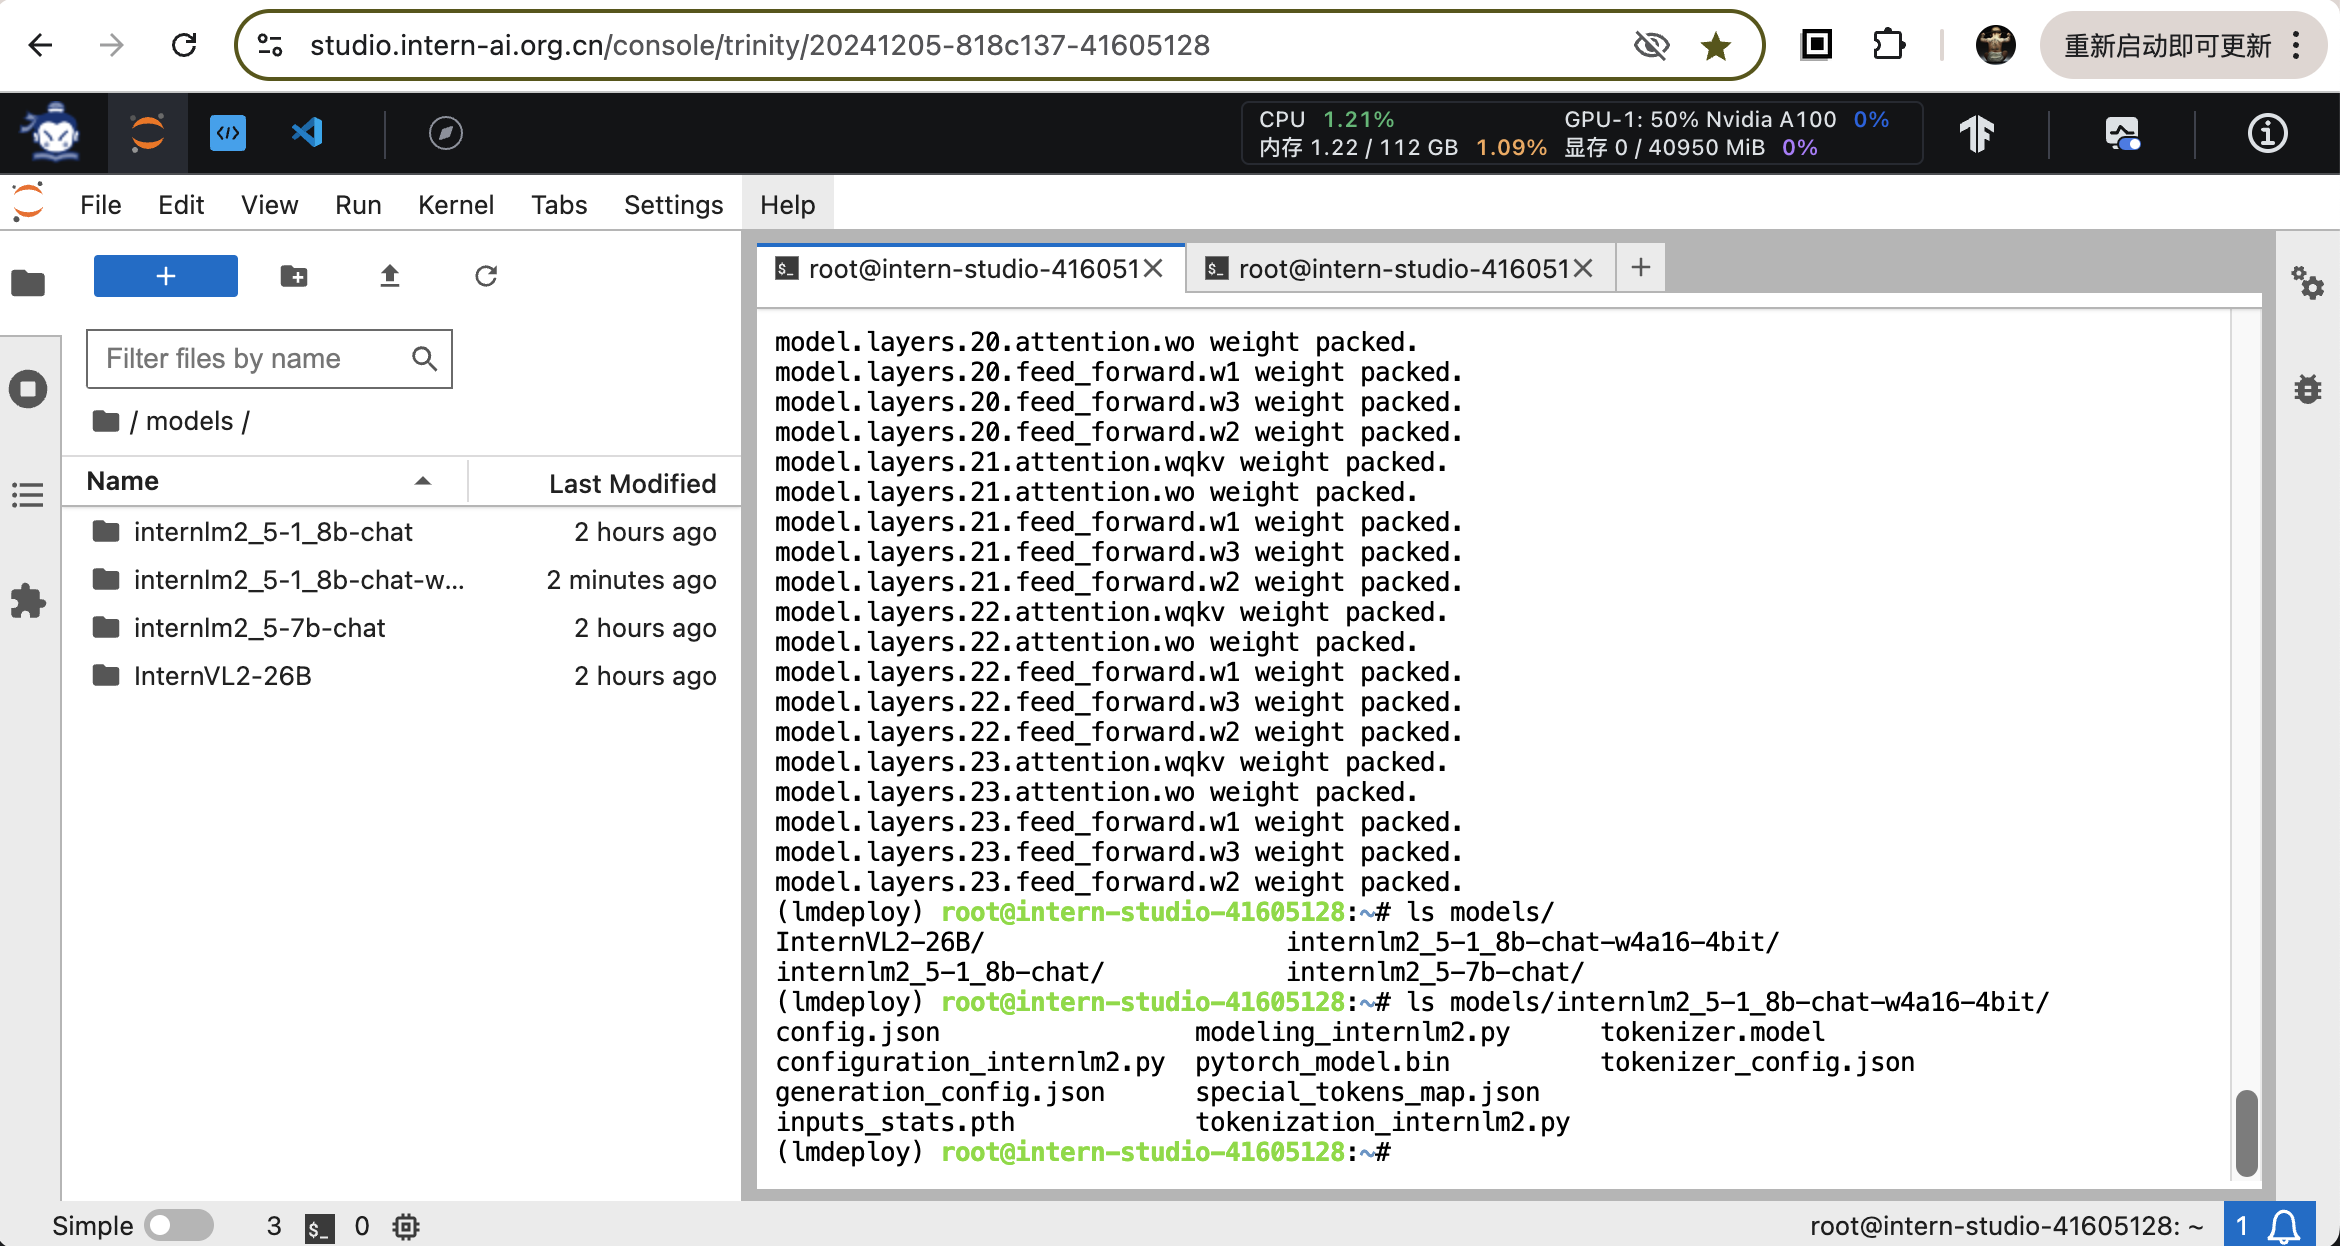 studio.intern-ai.org.cn/console/trinity/20241205-818c137-41605128
重新启动即可更新
CPU 1.21% GPU-1: 50% Nvidia A100 0%
内存 1.22 / 112 GB 1.09% 显存 0 / 40950 MiB 0%
File Edit View Run Kernel Tabs Settings Help
+
Filter files by name
/ models /
Name Last Modified
internlm2_5-1_8b-chat 2 hours ago
internlm2_5-1_8b-chat-w... 2 minutes ago
internlm2_5-7b-chat 2 hours ago
InternVL2-26B 2 hours ago
$_ root@intern-studio-416051 $_ root@intern-studio-416051 +
model.layers.20.attention.wo weight packed.
model.layers.20.feed_forward.w1 weight packed.
model.layers.20.feed_forward.w3 weight packed.
model.layers.20.feed_forward.w2 weight packed.
model.layers.21.attention.wqkv weight packed.
model.layers.21.attention.wo weight packed.
model.layers.21.feed_forward.w1 weight packed.
model.layers.21.feed_forward.w3 weight packed.
model.layers.21.feed_forward.w2 weight packed.
model.layers.22.attention.wqkv weight packed.
model.layers.22.attention.wo weight packed.
model.layers.22.feed_forward.w1 weight packed.
model.layers.22.feed_forward.w3 weight packed.
model.layers.22.feed_forward.w2 weight packed.
model.layers.23.attention.wqkv weight packed.
model.layers.23.attention.wo weight packed.
model.layers.23.feed_forward.w1 weight packed.
model.layers.23.feed_forward.w3 weight packed.
model.layers.23.feed_forward.w2 weight packed.
(lmdeploy) root@intern-studio-41605128:~# ls models/
InternVL2-26B/ internlm2_5-1_8b-chat-w4a16-4bit/
internlm2_5-1_8b-chat/ internlm2_5-7b-chat/
(lmdeploy) root@intern-studio-41605128:~# ls models/internlm2_5-1_8b-chat-w4a16-4bit/
config.json modeling_internlm2.py tokenizer.model
configuration_internlm2.py pytorch_model.bin tokenizer_config.json
generation_config.json special_tokens_map.json
inputs_stats.pth tokenization_internlm2.py
(lmdeploy) root@intern-studio-41605128:~#
Simple 3 $_ 0 root@intern-studio-41605128: ~ 1